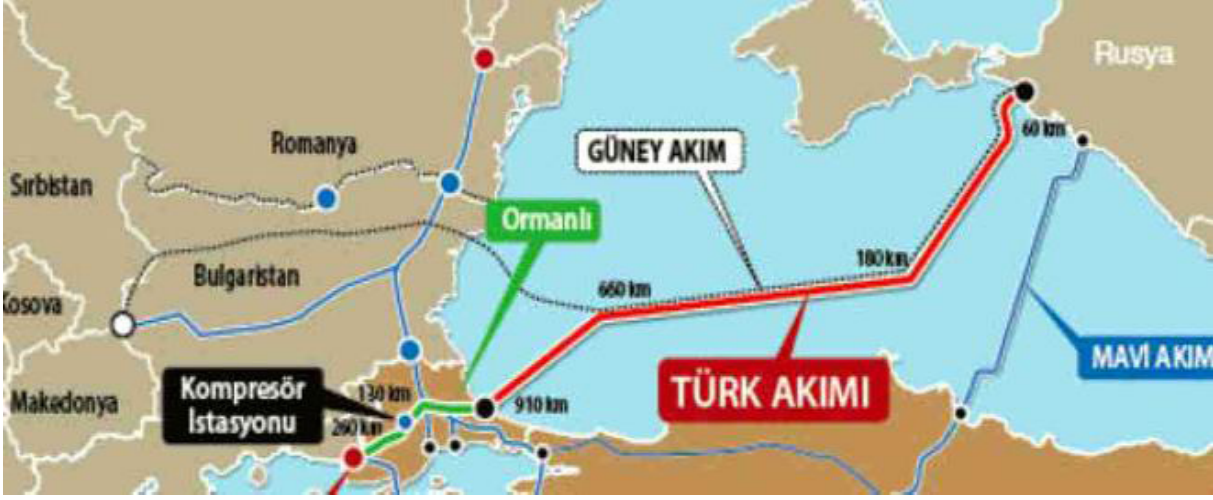 Rusya
60 km
Romanya
GÜNEY AKIM
Sırbistan
Ormanlı
180 km
Bulgaristan
660 km
Kosova
MAVİ AKIM
TÜRK AKIMI
Kompresör
İstasyonu
130 km
910 km
Makedonya
260 km